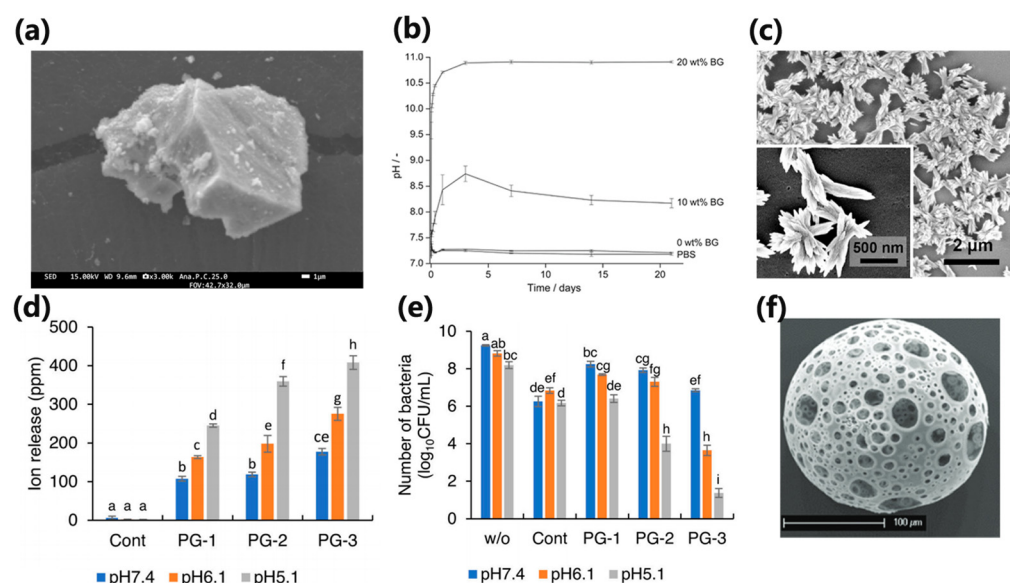 (a)
SED 15.00kV WD 9.6mm x3.00k Ana.P.C.25.0 1μm
FOV:42.7x32.0μm
(b)
11.0
10.5
10.0
9.5
9.0
8.5
8.0
7.5
7.0
pH / -
20 wt% BG
10 wt% BG
0 wt% BG
PBS
0 5 10 15 20
Time / days
(c)
500 nm
2 μm
(d)
Ion release (ppm)
500
400
300
200
100
0
a a a
b c d
b e f
ce g h
Cont PG-1 PG-2 PG-3
pH7.4 pH6.1 pH5.1
(e)
Number of bacteria
(log10CFU/mL)
10
8
6
4
2
0
a ab bc
de ef d
bc cg de
cg fg h
ef h i
w/o Cont PG-1 PG-2 PG-3
pH7.4 pH6.1 pH5.1
(f)
100 μm